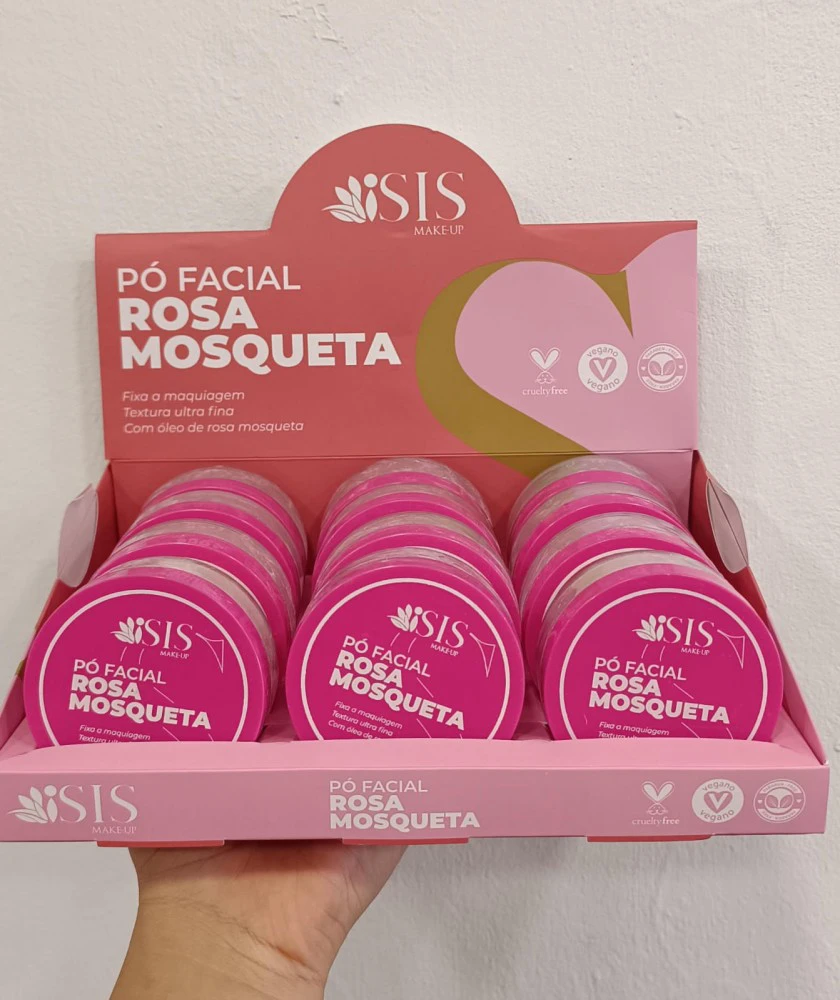 iSIS
MAKE-UP
PÓ FACIAL
ROSA
MOSQUETA
Fixa a maquiagem
Textura ultra fina
Com óleo de rosa mosqueta
crueltyfree
vegano
vegano
iSIS
MAKE-UP
PÓ FACIAL
ROSA
MOSQUETA
Fixa a maquiagem
Textura
iSIS
MAKE-UP
PÓ FACIAL
ROSA
MOSQUETA
Fixa a maquiagem
Textura ultra fina
Com óleo de
iSIS
MAKE-UP
PÓ FACIAL
ROSA
MOSQUETA
Fixa a maquiagem
iSIS
MAKE-UP
PÓ FACIAL
ROSA
MOSQUETA
crueltyfree
vegano
vegano